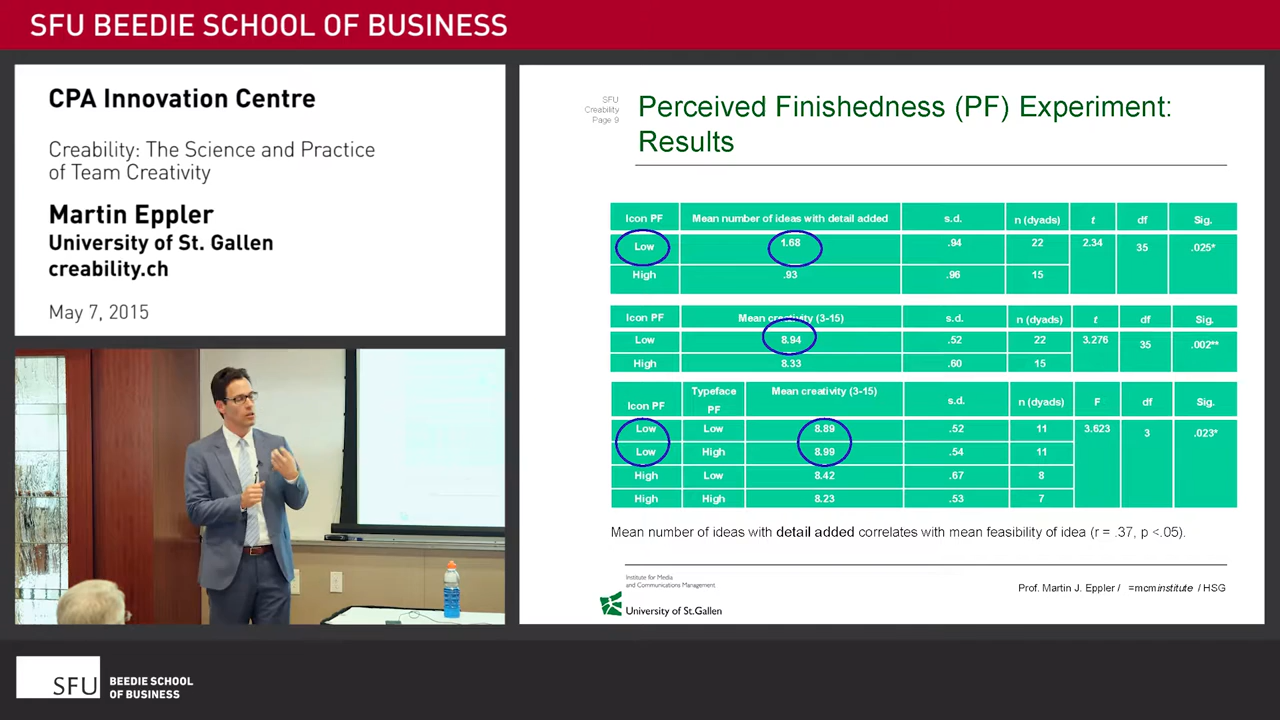 SFU BEEDIE SCHOOL OF BUSINESS
CPA Innovation Centre
Creability: The Science and Practice
of Team Creativity
Martin Eppler
University of St. Gallen
creability.ch
May 7, 2015
SFU
Creability
Page 9
Perceived Finishedness (PF) Experiment:
Results
Icon PF Mean number of ideas with detail added s.d. n (dyads) t df Sig.
Low 1.68 .94 22 2.34 35 .025*
High .93 .96 15
Icon PF Mean creativity (3-15) s.d. n (dyads) t df Sig.
Low 8.94 .52 22 3.276 35 .002**
High 8.33 .60 15
Icon PF Typeface PF Mean creativity (3-15) s.d. n (dyads) F df Sig.
Low Low 8.89 .52 11 3.623 3 .023*
Low High 8.99 .54 11
High Low 8.42 .67 8
High High 8.23 .53 7
Mean number of ideas with detail added correlates with mean feasibility of idea (r = .37, p <.05).
Institute for Media
and Communications Management
University of St.Gallen
Prof. Martin J. Eppler / =mcminstitute / HSG
SFU BEEDIE SCHOOL
OF BUSINESS